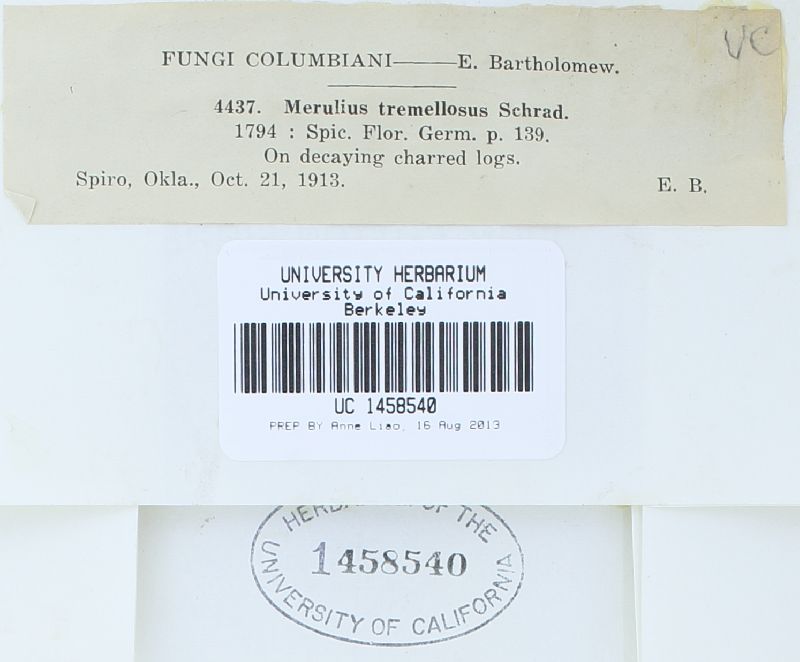 UC
FUNGI COLUMBIANI——E. Bartholomew.
4437. Merulius tremellosus Schrad.
1794 : Spic. Flor. Germ. p. 139.
On decaying charred logs.
Spiro, Okla., Oct. 21, 1913. E. B.
UNIVERSITY HERBARIUM
University of California
Berkeley
UC 1458540
PREP BY Anne Liao, 16 Aug 2013
HERBARIUM OF THE
1458540
UNIVERSITY OF CALIFORNIA